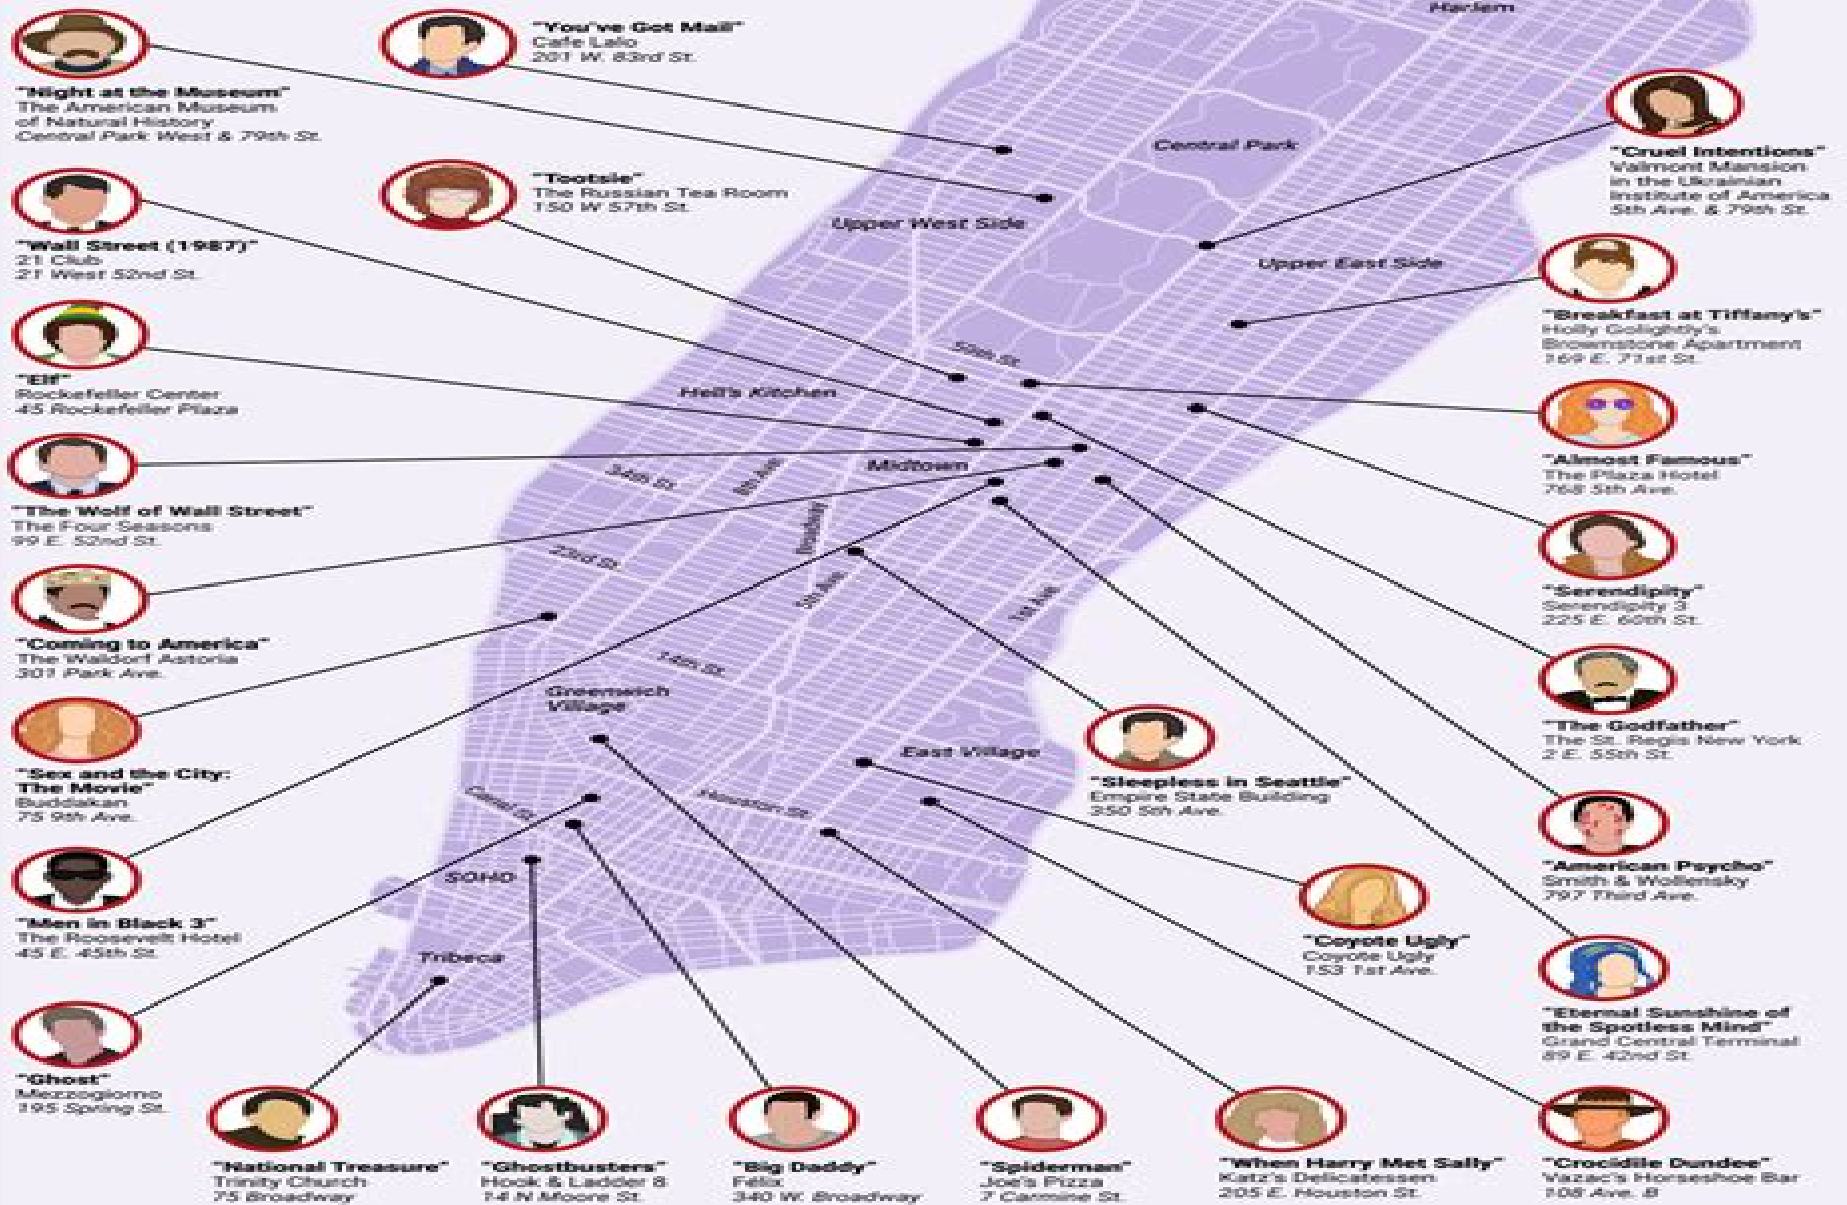 Harlem
"You've Got Mail"
Cafe Lalo
201 W. 83rd St.
"Night at the Museum"
The American Museum
of Natural History
Central Park West & 79th St.
Central Park
"Cruel Intentions"
Valmont Mansion
in the Ukrainian
Institute of America
5th Ave. & 79th St.
"Tootsie"
The Russian Tea Room
150 W 57th St.
Upper West Side
"Wall Street (1987)"
21 Club
21 West 52nd St.
Upper East Side
"Breakfast at Tiffany's"
Holly Golightly's
Brownstone Apartment
169 E. 71st St.
59th St.
"Elf"
Rockefeller Center
45 Rockefeller Plaza
Hell's Kitchen
"Almost Famous"
The Plaza Hotel
768 5th Ave.
Midtown
34th St.
8th Ave
Broadway
"The Wolf of Wall Street"
The Four Seasons
99 E. 52nd St.
23rd St.
5th Ave
1st Ave
"Serendipity"
Serendipity 3
225 E. 60th St.
"Coming to America"
The Waldorf Astoria
301 Park Ave.
14th St.
Greenwich
Village
"The Godfather"
The St. Regis New York
2 E. 55th St.
East Village
"Sex and the City:
The Movie"
Buddakan
75 9th Ave.
"Sleepless in Seattle"
Empire State Building
350 5th Ave.
Canal St.
Houston St.
"American Psycho"
Smith & Wollensky
797 Third Ave.
SOHO
"Men in Black 3"
The Roosevelt Hotel
45 E. 45th St.
"Coyote Ugly"
Coyote Ugly
153 1st Ave.
Tribeca
"Eternal Sunshine of
the Spotless Mind"
Grand Central Terminal
89 E. 42nd St.
"Ghost"
Mezzogiorno
195 Spring St.
"National Treasure"
Trinity Church
75 Broadway
"Ghostbusters"
Hook & Ladder 8
14 N Moore St.
"Big Daddy"
Félix
340 W. Broadway
"Spiderman"
Joe's Pizza
7 Carmine St.
"When Harry Met Sally"
Katz's Delicatessen
205 E. Houston St.
"Crocidile Dundee"
Vazac's Horseshoe Bar
108 Ave. B